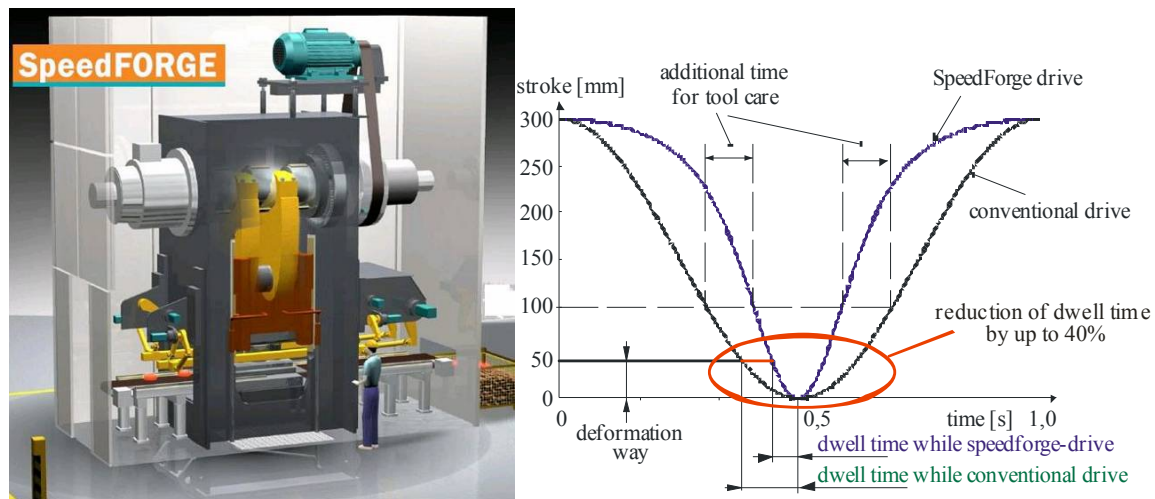 SpeedFORGE
stroke [mm]
additional time
for tool care
SpeedForge drive
300
250
200
100
50
0
conventional drive
reduction of dwell time
by up to 40%
0
0,5
time [s]
1,0
deformation
way
dwell time while speedforge-drive
dwell time while conventional drive